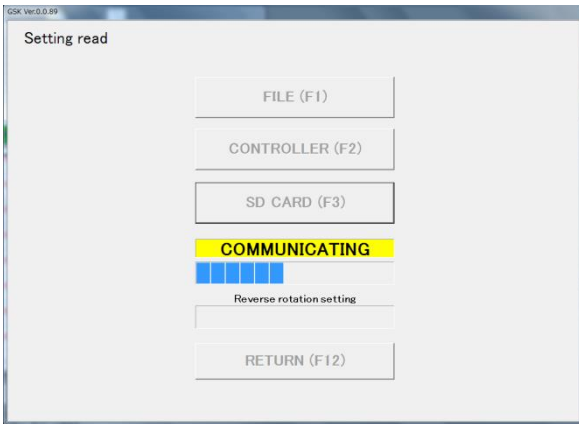 GSK Ver.0.0.89
Setting read
FILE (F1)
CONTROLLER (F2)
SD CARD (F3)
COMMUNICATING
Reverse rotation setting
RETURN (F12)